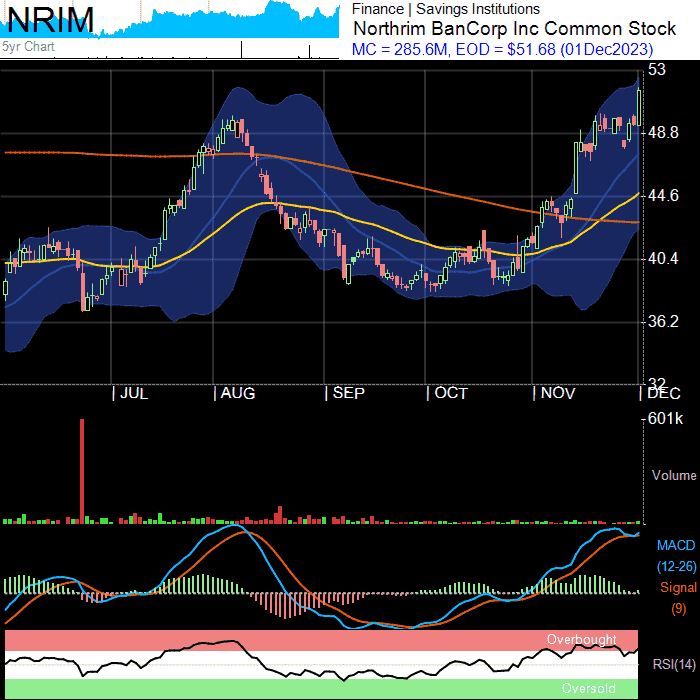 NRIM
5yr Chart
Finance | Savings Institutions
Northrim BanCorp Inc Common Stock
MC = 285.6M, EOD = $51.68 (01Dec2023)
53
48.8
44.6
40.4
36.2
32
JUL
AUG
SEP
OCT
NOV
DEC
601k
Volume
MACD
(12-26)
Signal
(9)
Overbought
RSI(14)
Oversold